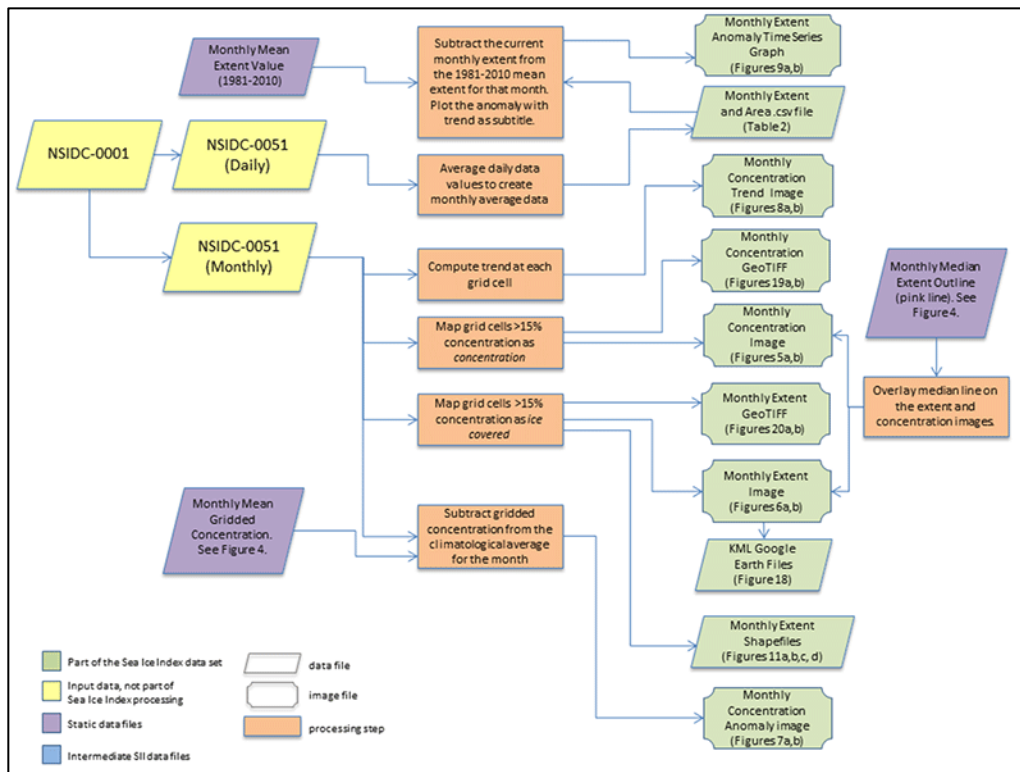 Monthly Mean
Extent Value
(1981-2010)
Subtract the current
monthly extent from
the 1981-2010 mean
extent for that month.
Plot the anomaly with
trend as subtitle.
Monthly Extent
Anomaly Time Series
Graph
(Figures 9a,b)
Monthly Extent
and Area .csv file
(Table 2)
NSIDC-0001
NSIDC-0051
(Daily)
Average daily data
values to create
monthly average data
Monthly
Concentration
Trend Image
(Figures 8a,b)
NSIDC-0051
(Monthly)
Compute trend at each
grid cell
Monthly
Concentration
GeoTIFF
(Figures 19a,b)
Monthly Median
Extent Outline
(pink line). See
Figure 4.
Map grid cells >15%
concentration as
concentration
Monthly
Concentration
Image
(Figures 5a,b)
Map grid cells >15%
concentration as ice
covered
Monthly Extent
GeoTIFF
(Figures 20a,b)
Overlay median line on
the extent and
concentration images.
Monthly Extent
Image
(Figures 6a,b)
Monthly Mean
Gridded
Concentration.
See Figure 4.
Subtract gridded
concentration from the
climatological average
for the month
KML Google
Earth Files
(Figure 18)
Monthly Extent
Shapefiles
(Figures 11a,b,c, d)
Monthly
Concentration
Anomaly image
(Figures 7a,b)
Part of the Sea Ice Index data set
Input data, not part of
Sea Ice Index processing
Static data files
Intermediate SII data files
data file
image file
processing step